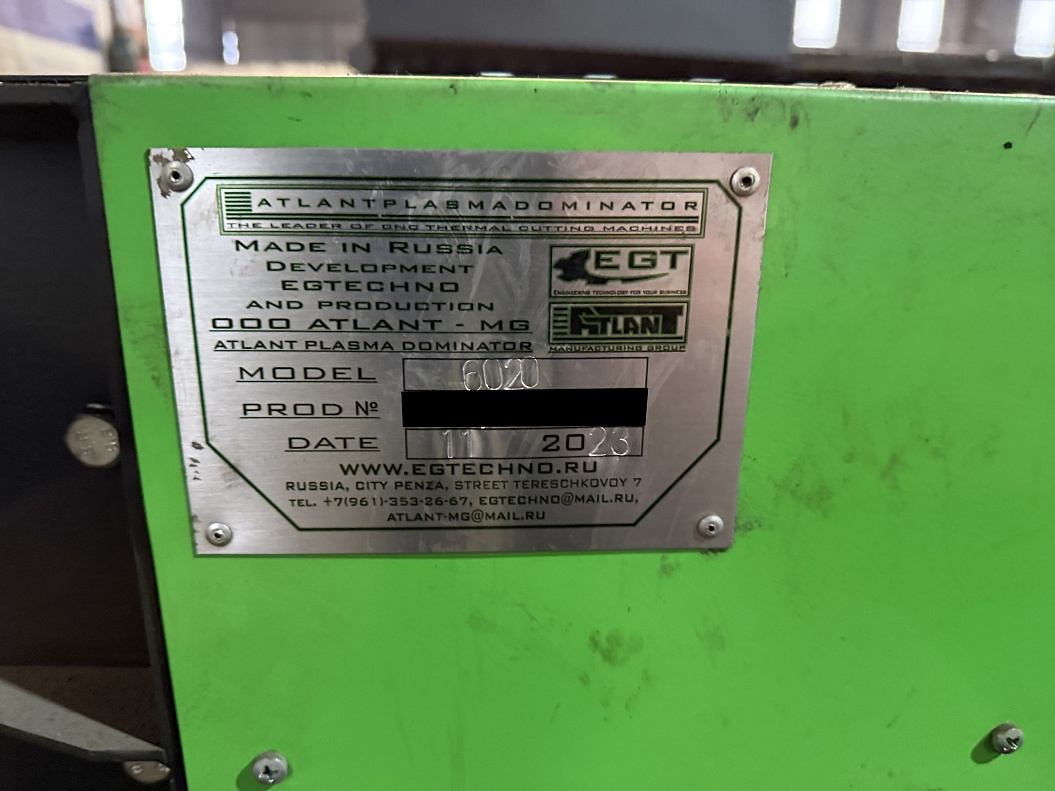 ATLANTPLASMADOMINATOR
THE LEADER OF CNC THERMAL CUTTING MACHINES
MADE IN RUSSIA
DEVELOPMENT
EGTECHNO
AND PRODUCTION
OOO ATLANT - MG
ATLANT PLASMA DOMINATOR
EGT
ENGINEERING TECHNOLOGY FOR YOUR BUSINESS
ATLANT
MANUFACTURING GROUP
MODEL 6020
PROD №
DATE 11 2023
WWW.EGTECHNO.RU
RUSSIA, CITY PENZA, STREET TERESCHKOVOY 7
TEL. +7(961)-353-26-67, EGTECHNO@MAIL.RU,
ATLANT-MG@MAIL.RU